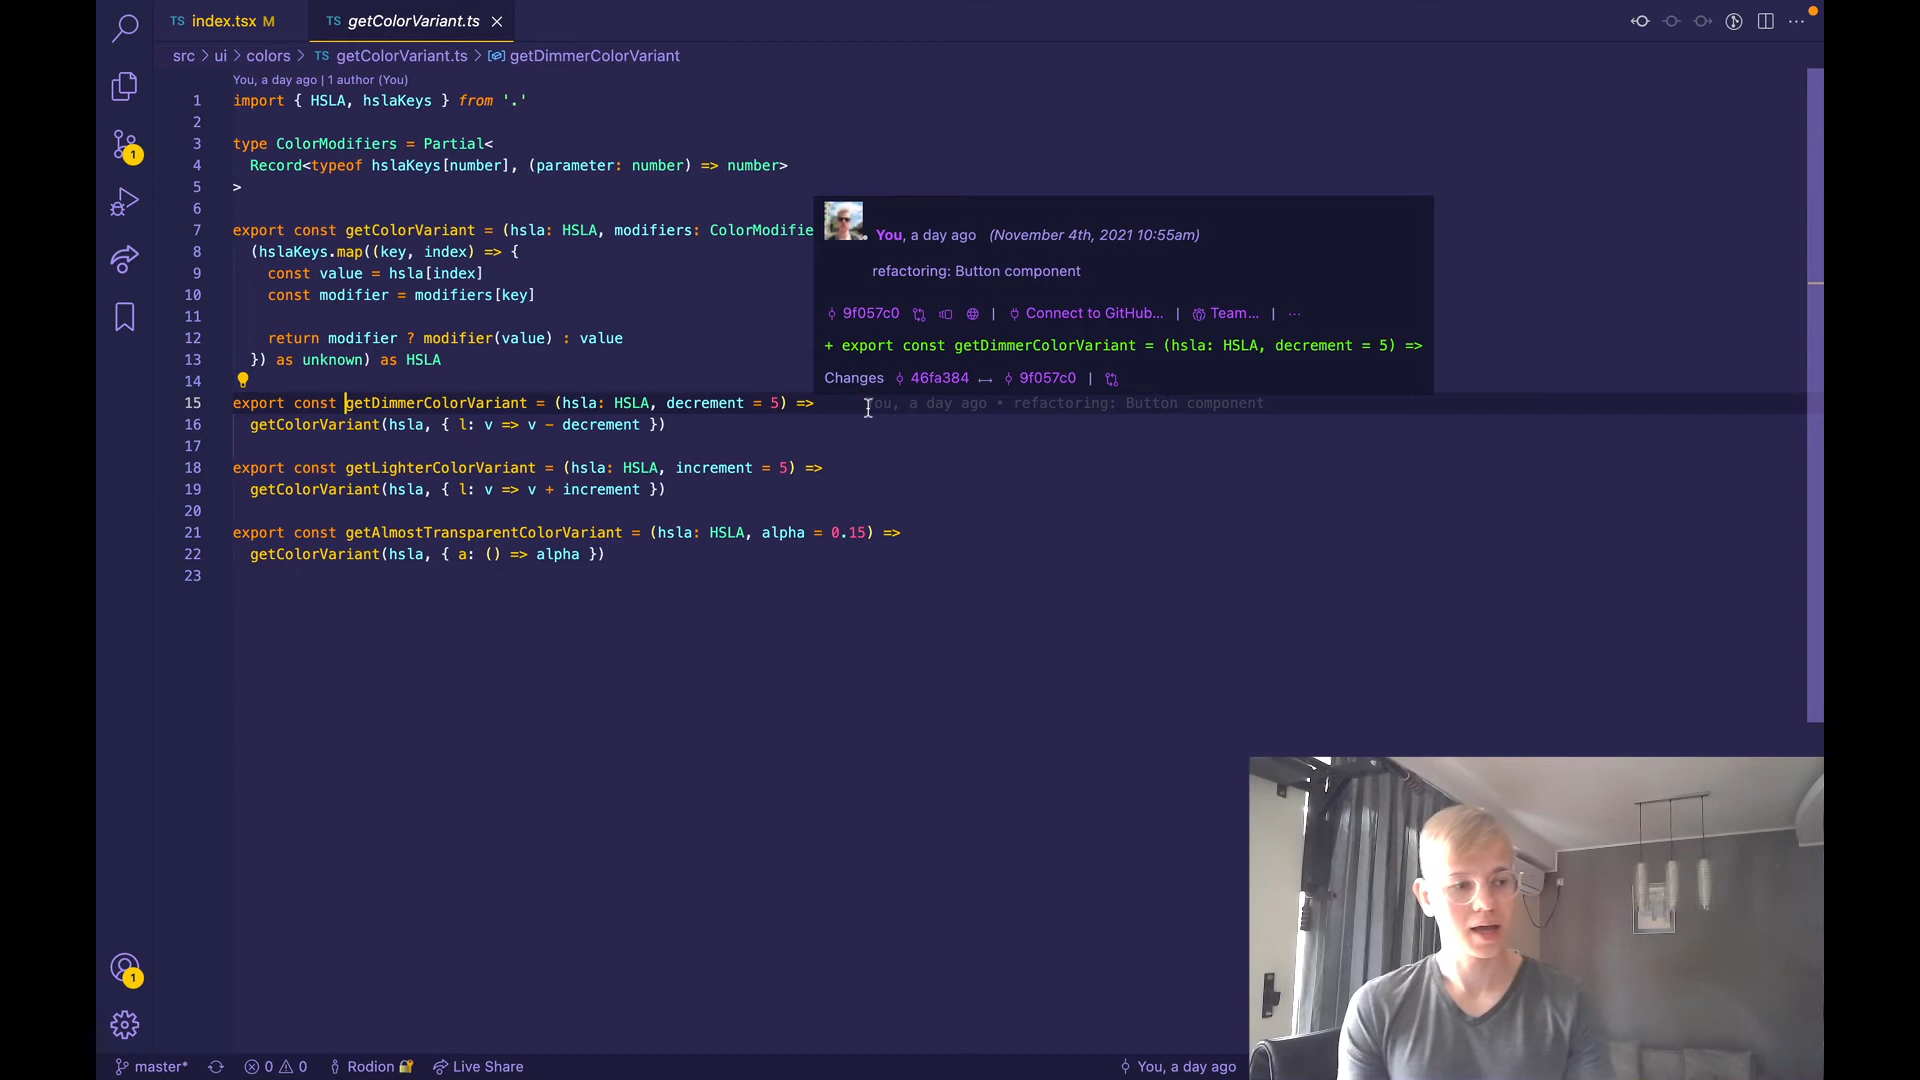 TS index.tsx M
TS getColorVariant.ts
src > ui > colors > TS getColorVariant.ts > getDimmerColorVariant
You, a day ago | 1 author (You)
1 import { HSLA, hslaKeys } from '.'
2
3 type ColorModifiers = Partial<
4 Record<typeof hslaKeys[number], (parameter: number) => number>
5 >
6
7 export const getColorVariant = (hsla: HSLA, modifiers: ColorModifie
8 (hslaKeys.map((key, index) => {
9 const value = hsla[index]
10 const modifier = modifiers[key]
11
12 return modifier ? modifier(value) : value
13 }) as unknown) as HSLA
14
15 export const getDimmerColorVariant = (hsla: HSLA, decrement = 5) => You, a day ago • refactoring: Button component
16 getColorVariant(hsla, { l: v => v - decrement })
17
18 export const getLighterColorVariant = (hsla: HSLA, increment = 5) =>
19 getColorVariant(hsla, { l: v => v + increment })
20
21 export const getAlmostTransparentColorVariant = (hsla: HSLA, alpha = 0.15) =>
22 getColorVariant(hsla, { a: () => alpha })
23
You, a day ago (November 4th, 2021 10:55am)
refactoring: Button component
9f057c0 | Connect to GitHub... | Team... | ...
+ export const getDimmerColorVariant = (hsla: HSLA, decrement = 5) =>
Changes 46fa384 ↔ 9f057c0 |
1
1
master* 0 0 Rodion Live Share You, a day ago